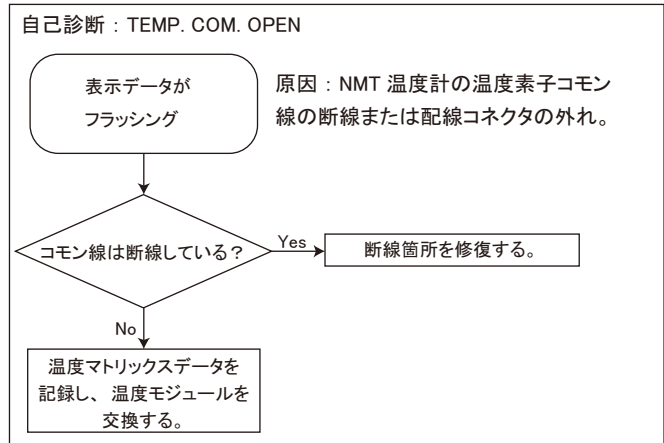 自己診断 : TEMP. COM. OPEN
表示データが
フラッシング
原因 : NMT 温度計の温度素子コモン
線の断線または配線コネクタの外れ。
コモン線は断線している？
Yes
断線箇所を修復する。
No
温度マトリックスデータを
記録し、 温度モジュールを
交換する。